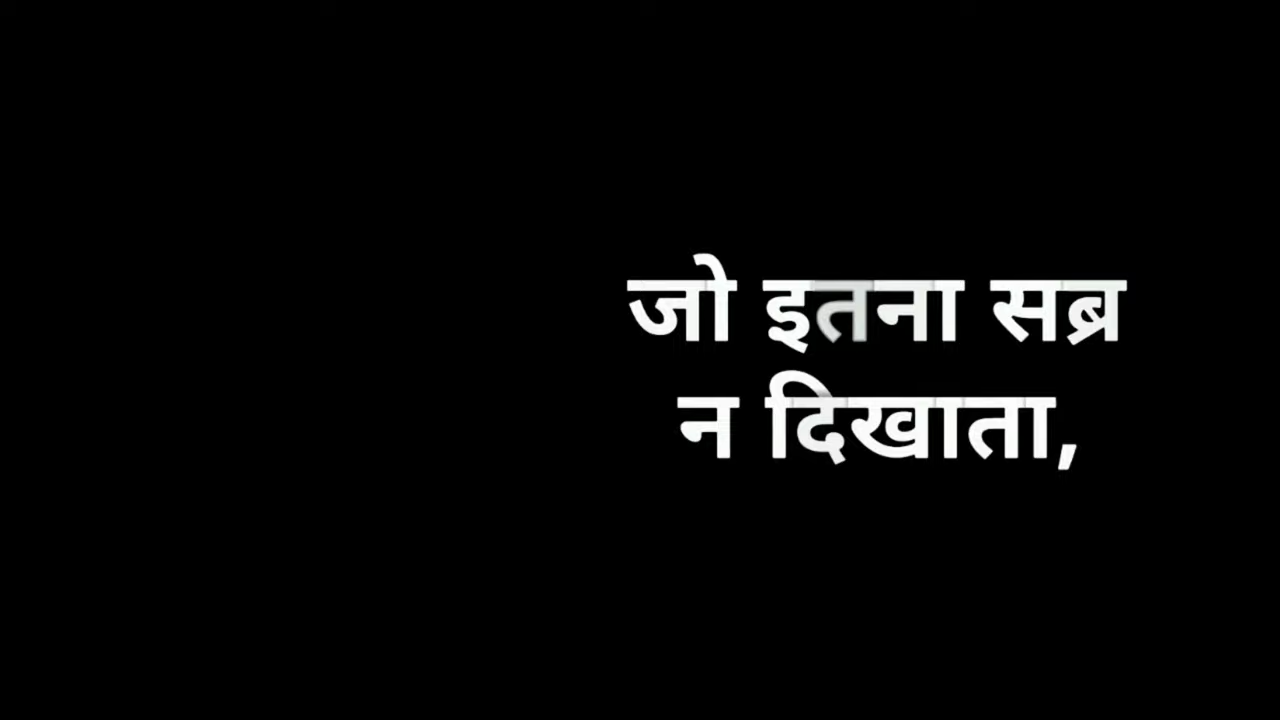 जो इतना सब्र
न दिखाता,